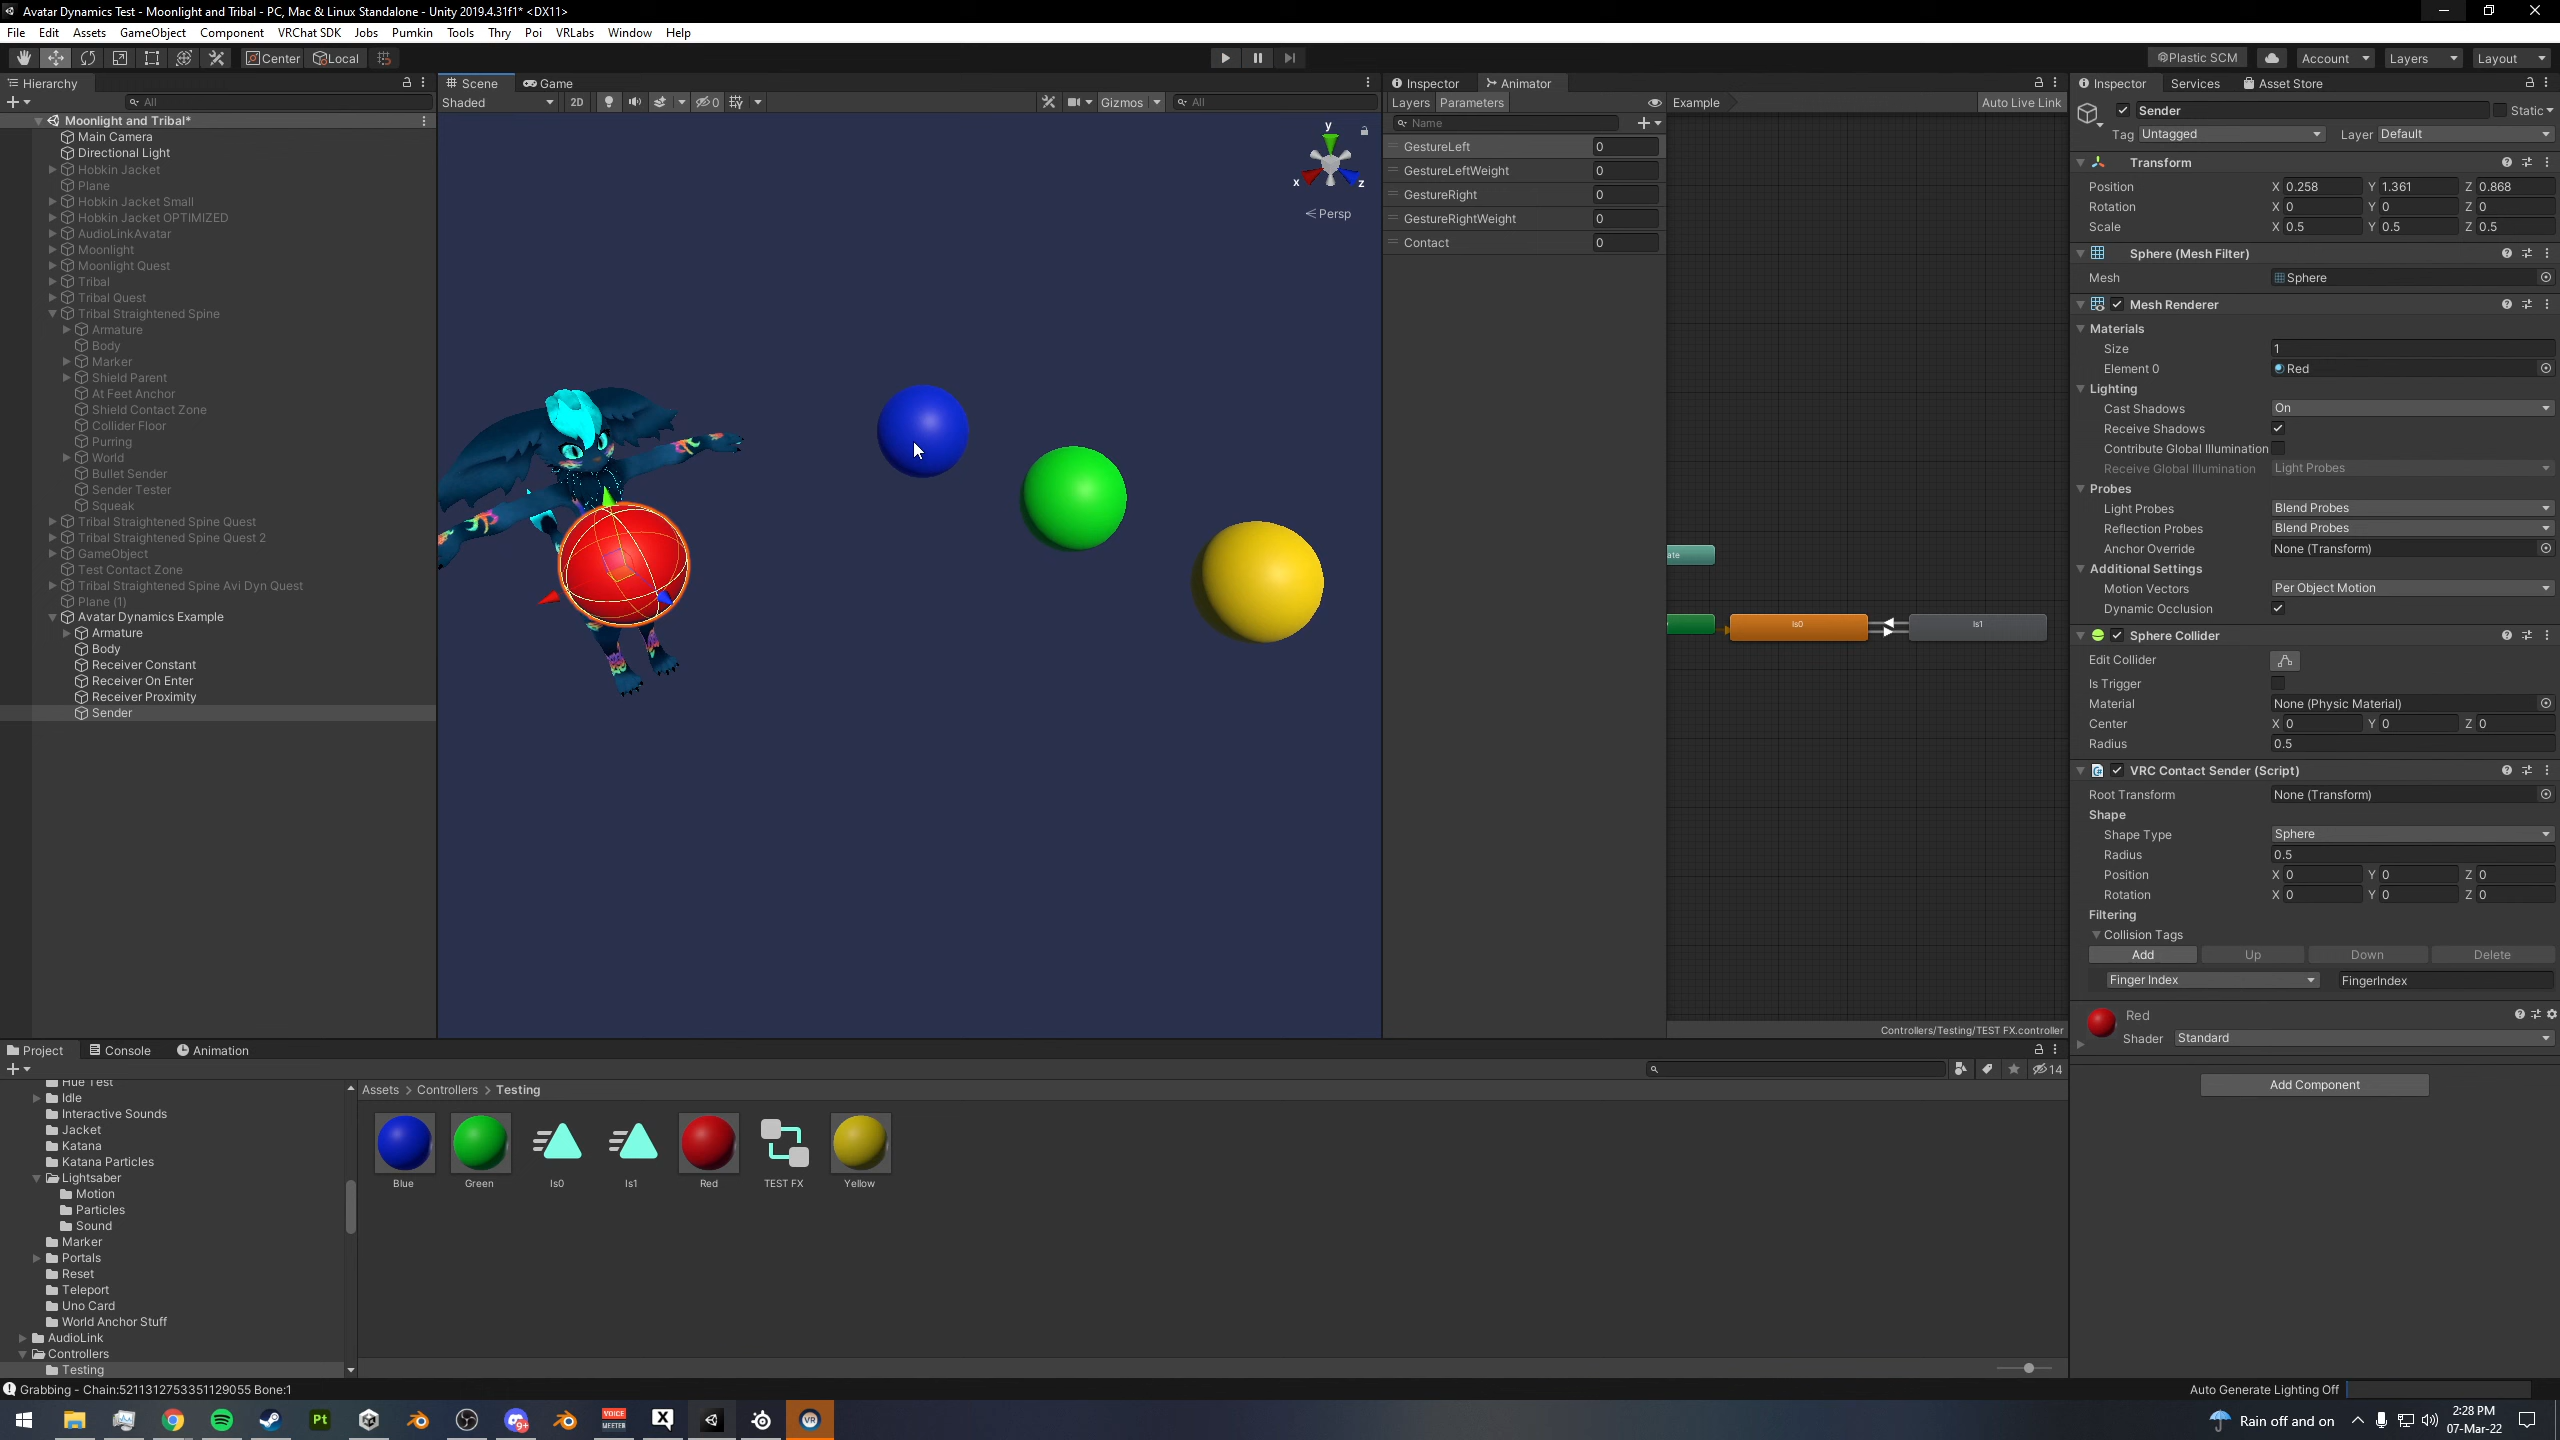 Avatar Dynamics Test - Moonlight and Tribal - PC, Mac & Linux Standalone - Unity 2019.4.31f1* <DX11>
File Edit Assets GameObject Component VRChat SDK Jobs Pumkin Tools Thry Poi VRLabs Window Help
Center Local Plastic SCM Account Layers Layout
Hierarchy
All
Moonlight and Tribal*
Main Camera
Directional Light
Hobkin Jacket
Plane
Hobkin Jacket Small
Hobkin Jacket OPTIMIZED
AudioLinkAvatar
Moonlight
Moonlight Quest
Tribal
Tribal Quest
Tribal Straightened Spine
Armature
Body
Marker
Shield Parent
At Feet Anchor
Shield Contact Zone
Collider Floor
Purring
World
Bullet Sender
Sender Tester
Squeak
Tribal Straightened Spine Quest
Tribal Straightened Spine Quest 2
GameObject
Test Contact Zone
Tribal Straightened Spine Avi Dyn Quest
Plane (1)
Avatar Dynamics Example
Armature
Body
Receiver Constant
Receiver On Enter
Receiver Proximity
Sender
Scene Game
Shaded 2D 0 Gizmos All
y
x z
Persp
Inspector Animator
Layers Parameters Example Auto Live Link
Name
GestureLeft 0
GestureLeftWeight 0
GestureRight 0
GestureRightWeight 0
Contact 0
ate
Is0 Is1
Controllers/Testing/TEST FX.controller
Inspector Services Asset Store
Sender Static
Tag Untagged Layer Default
Transform
Position X 0.258 Y 1.361 Z 0.868
Rotation X 0 Y 0 Z 0
Scale X 0.5 Y 0.5 Z 0.5
Sphere (Mesh Filter)
Mesh Sphere
Mesh Renderer
Materials
Size 1
Element 0 Red
Lighting
Cast Shadows On
Receive Shadows
Contribute Global Illumination
Receive Global Illumination Light Probes
Probes
Light Probes Blend Probes
Reflection Probes Blend Probes
Anchor Override None (Transform)
Additional Settings
Motion Vectors Per Object Motion
Dynamic Occlusion
Sphere Collider
Edit Collider
Is Trigger
Material None (Physic Material)
Center X 0 Y 0 Z 0
Radius 0.5
VRC Contact Sender (Script)
Root Transform None (Transform)
Shape
Shape Type Sphere
Radius 0.5
Position X 0 Y 0 Z 0
Rotation X 0 Y 0 Z 0
Filtering
Collision Tags
Add Up Down Delete
Finger Index FingerIndex
Red
Shader Standard
Add Component
Project Console Animation
14
Hue Test
Idle
Interactive Sounds
Jacket
Katana
Katana Particles
Lightsaber
Motion
Particles
Sound
Marker
Portals
Reset
Teleport
Uno Card
World Anchor Stuff
AudioLink
Controllers
Testing
Assets > Controllers > Testing
Blue Green Is0 Is1 Red TEST FX Yellow
Grabbing - Chain:5211312753351129055 Bone:1
Auto Generate Lighting Off
Pt 9+ VOICE MEETER X VR
Rain off and on
2:28 PM
07-Mar-22